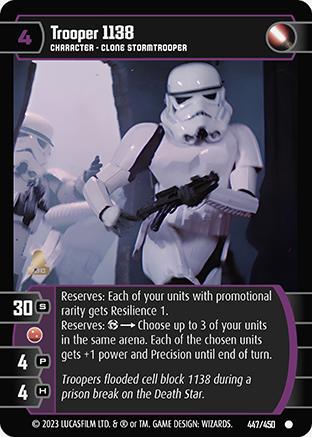 4
Trooper 1138
CHARACTER - CLONE STORMTROOPER
30 S
4 P
4 H
Reserves: Each of your units with promotional
rarity gets Resilience 1.
Reserves: → Choose up to 3 of your units
in the same arena. Each of the chosen units
gets +1 power and Precision until end of turn.
Troopers flooded cell block 1138 during a
prison break on the Death Star.
© 2023 LUCASFILM LTD. & ® or TM. GAME DESIGN: WIZARDS.
447/450